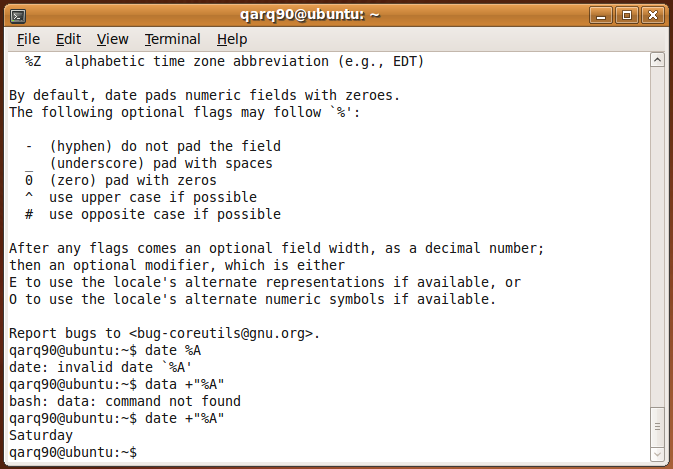 qarq90@ubuntu: ~
File Edit View Terminal Help
%Z   alphabetic time zone abbreviation (e.g., EDT)
By default, date pads numeric fields with zeroes.
The following optional flags may follow `%':
-  (hyphen) do not pad the field
_  (underscore) pad with spaces
0  (zero) pad with zeros
^  use upper case if possible
#  use opposite case if possible
After any flags comes an optional field width, as a decimal number;
then an optional modifier, which is either
E to use the locale's alternate representations if available, or
O to use the locale's alternate numeric symbols if available.
Report bugs to <bug-coreutils@gnu.org>.
qarq90@ubuntu:~$ date %A
date: invalid date `%A'
qarq90@ubuntu:~$ data +"%A"
bash: data: command not found
qarq90@ubuntu:~$ date +"%A"
Saturday
qarq90@ubuntu:~$